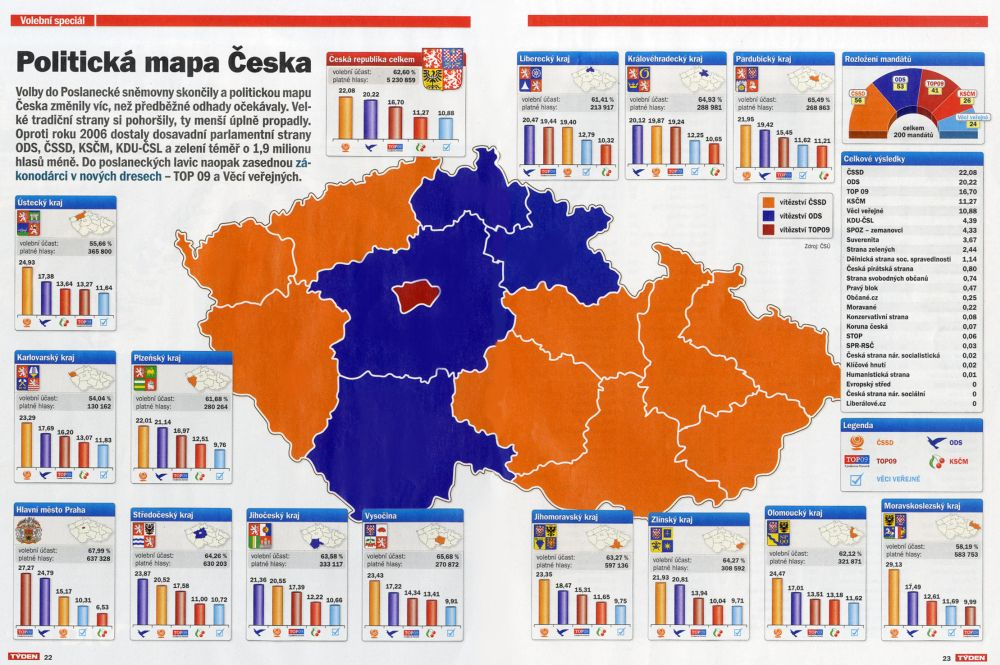 Volební speciál
Politická mapa Česka
Volby do Poslanecké sněmovny skončily a politickou mapu
Česka změnily víc, než předběžné odhady očekávaly. Vel-
ké tradiční strany si pohoršily, ty menší úplně propadly.
Oproti roku 2006 dostaly dosavadní parlamentní strany
ODS, ČSSD, KSČM, KDU-ČSL a zelení téměř o 1,9 milionu
hlasů méně. Do poslaneckých lavic naopak zasednou zá-
konodárci v nových dresech – TOP 09 a Věcí veřejných.
Česká republika celkem
volební účast: 62,60 %
platné hlasy: 5 230 859
22,08 20,22 16,70 11,27 10,88
TOP09
Liberecký kraj
61,41 %
213 917
20,47 19,44 19,40 12,79 10,32
TOP09
Královéhradecký kraj
volební účast: 64,93 %
platné hlasy: 288 981
20,12 19,87 19,24 12,25 10,65
TOP09
Pardubický kraj
volební účast: 65,49 %
platné hlasy: 268 863
21,95 19,42 15,45 11,62 11,21
TOP09
Rozložení mandátů
ČSSD 56
ODS 53
TOP09 41
KSČM 26
Věci veřejné 24
celkem
200 mandátů
vítězství ČSSD
vítězství ODS
vítězství TOP09
Zdroj: ČSÚ
Celkové výsledky
ČSSD 22,08
ODS 20,22
TOP 09 16,70
KSČM 11,27
Věci veřejné 10,88
KDU-ČSL 4,39
SPOZ – zemanovci 4,33
Suverenita 3,67
Strana zelených 2,44
Dělnická strana soc. spravedlnosti 1,14
Česká pirátská strana 0,80
Strana svobodných občanů 0,74
Pravý blok 0,47
Občané.cz 0,25
Moravané 0,22
Konzervativní strana 0,08
Koruna česká 0,07
STOP 0,06
SPR-RSČ 0,03
Česká strana nár. socialistická 0,02
Klíčové hnutí 0,02
Humanistická strana 0,01
Evropský střed 0
Česká strana nár. sociální 0
Liberálové.cz 0
Legenda
ČSSD ODS
TOP09 TOP09 KSČM
VĚCI VEŘEJNÉ
Ústecký kraj
volební účast: 55,66 %
platné hlasy: 365 800
24,93 17,38 13,64 13,27 11,64
TOP09
Karlovarský kraj
volební účast: 54,04 %
platné hlasy: 130 162
23,29 17,69 16,20 13,07 11,83
TOP09
Plzeňský kraj
volební účast: 61,68 %
platné hlasy: 280 264
22,01 21,14 16,97 12,51 9,76
TOP09
Hlavní město Praha
volební účast: 67,99 %
platné hlasy: 637 328
27,27 24,79 15,17 10,31 6,53
TOP09
Středočeský kraj
volební účast: 64,26 %
platné hlasy: 630 203
23,87 20,52 17,58 11,00 10,72
TOP09
Jihočeský kraj
volební účast: 63,58 %
platné hlasy: 333 117
21,36 20,55 17,39 12,22 10,66
TOP09
Vysočina
volební účast: 65,68 %
platné hlasy: 270 872
23,43 17,22 14,34 13,41 9,91
TOP09
Jihomoravský kraj
volební účast: 63,27 %
platné hlasy: 597 136
23,35 18,47 15,31 11,65 9,75
TOP09
Zlínský kraj
volební účast: 64,27 %
platné hlasy: 308 592
21,93 20,81 13,94 10,04 9,71
TOP09
Olomoucký kraj
volební účast: 62,12 %
platné hlasy: 321 871
24,47 17,01 13,51 13,18 11,62
TOP09
Moravskoslezský kraj
volební účast: 58,19 %
platné hlasy: 583 753
29,13 17,49 12,61 11,69 9,99
TOP09
TÝDEN 22
23 TÝDEN